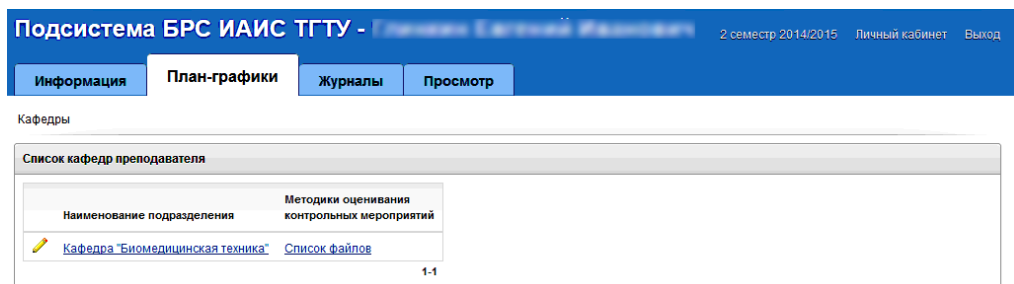 Подсистема БРС ИАИС ТГТУ -
2 семестр 2014/2015 Личный кабинет Выход
Информация План-графики Журналы Просмотр
Кафедры
Список кафедр преподавателя
Наименование подразделения
Методики оценивания
контрольных мероприятий
Кафедра "Биомедицинская техника" Список файлов
1-1